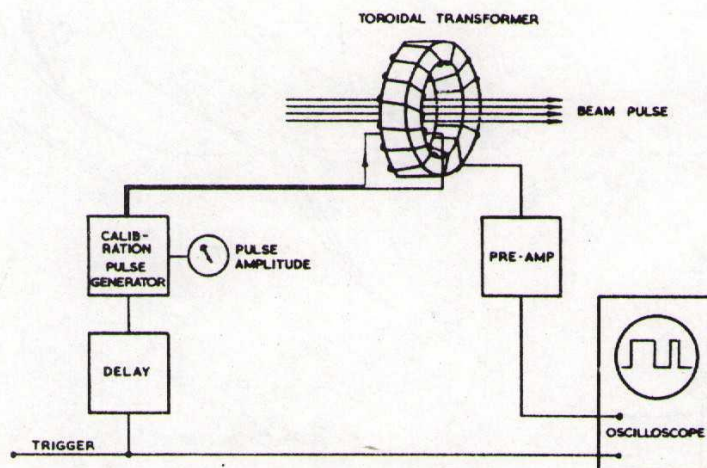 TOROIDAL TRANSFORMER
BEAM PULSE
CALIB-
RATION
PULSE
GENERATOR
PULSE
AMPLITUDE
PRE-AMP
DELAY
OSCILLOSCOPE
TRIGGER